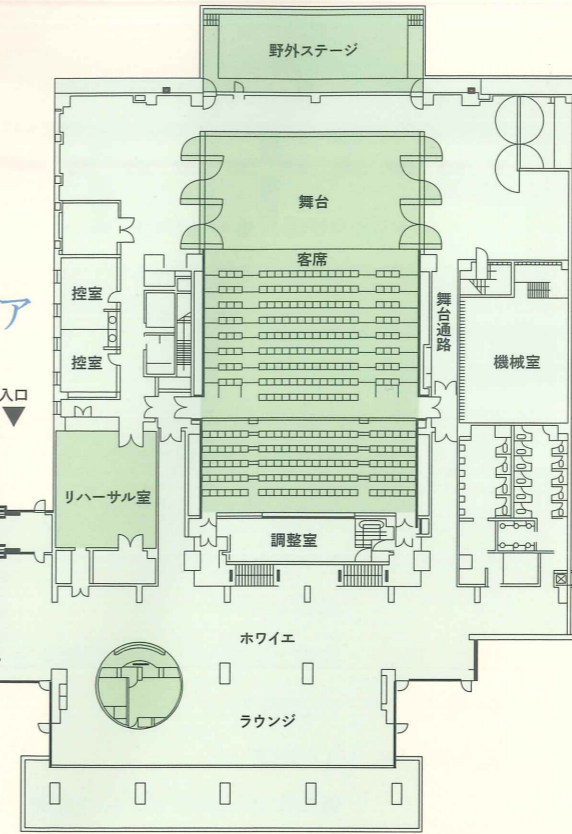 野外ステージ
舞台
客席
控室
舞台通路
ア
控室
機械室
入口
リハーサル室
調整室
ホワイエ
ラウンジ